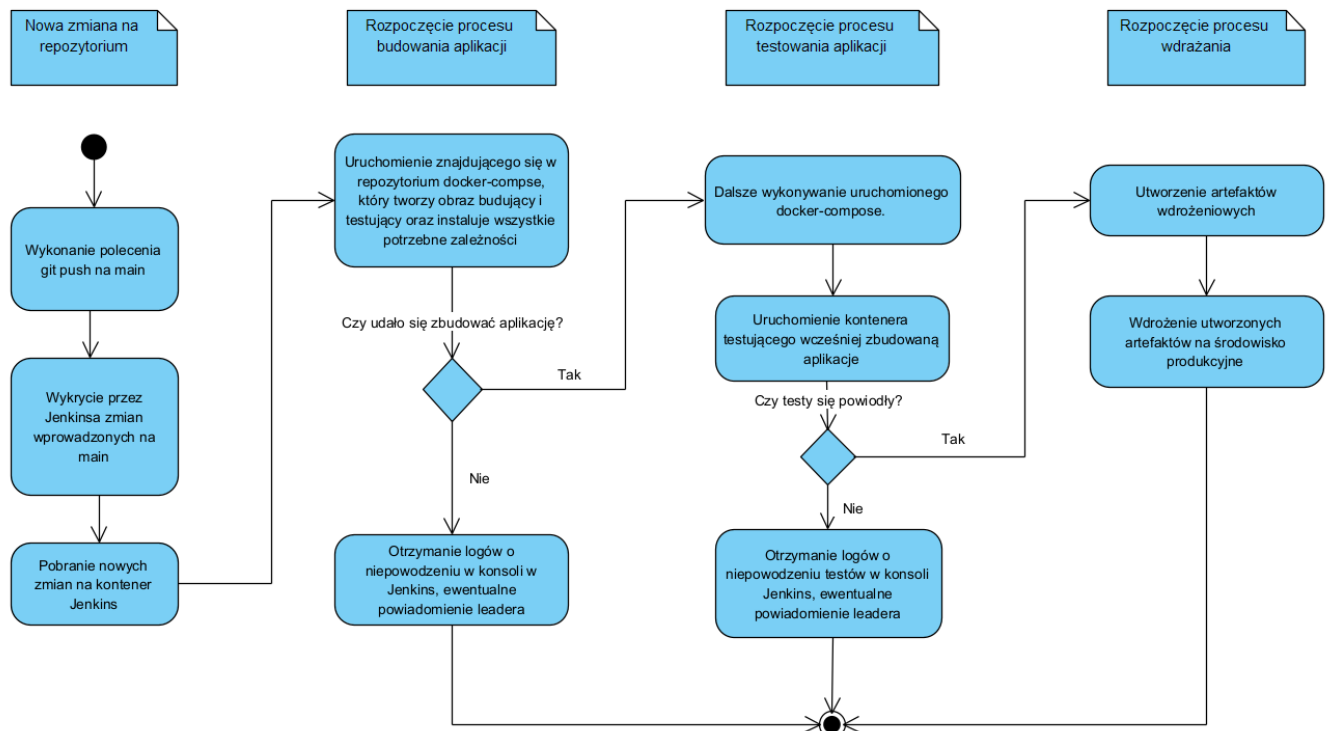 Nowa zmiana na
repozytorium
Rozpoczęcie procesu
budowania aplikacji
Rozpoczęcie procesu
testowania aplikacji
Rozpoczęcie procesu
wdrażania
Wykonanie polecenia
git push na main
Wykrycie przez
Jenkinsa zmian
wprowadzonych na
main
Pobranie nowych
zmian na kontener
Jenkins
Uruchomienie znajdującego się w
repozytorium docker-compse,
który tworzy obraz budujący i
testujący oraz instaluje wszystkie
potrzebne zależności
Czy udało się zbudować aplikację?
Tak
Nie
Otrzymanie logów o
niepowodzeniu w konsoli w
Jenkins, ewentualne
powiadomienie leadera
Dalsze wykonywanie uruchomionego
docker-compose.
Uruchomienie kontenera
testującego wcześniej zbudowaną
aplikacje
Czy testy się powiodły?
Tak
Nie
Otrzymanie logów o
niepowodzeniu testów w konsoli
Jenkins, ewentualne
powiadomienie leadera
Utworzenie artefaktów
wdrożeniowych
Wdrożenie utworzonych
artefaktów na środowisko
produkcyjne